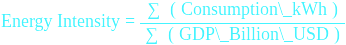 Energy Intensity = ∑ ( Consumption\_kWh ) / ∑ ( GDP\_Billion\_USD )